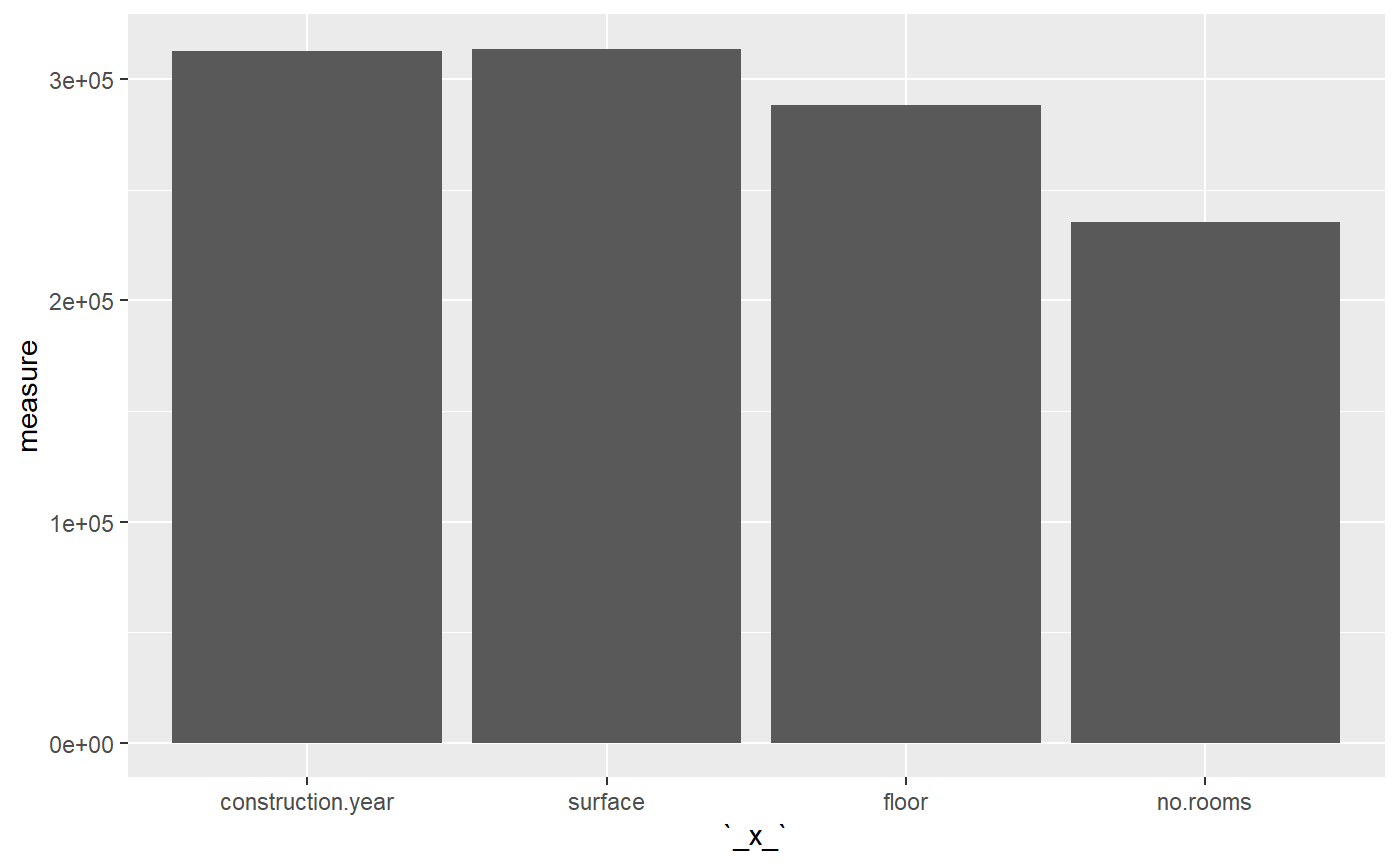 3e+05
2e+05
1e+05
0e+00
measure
construction.year surface floor no.rooms
`_x_`